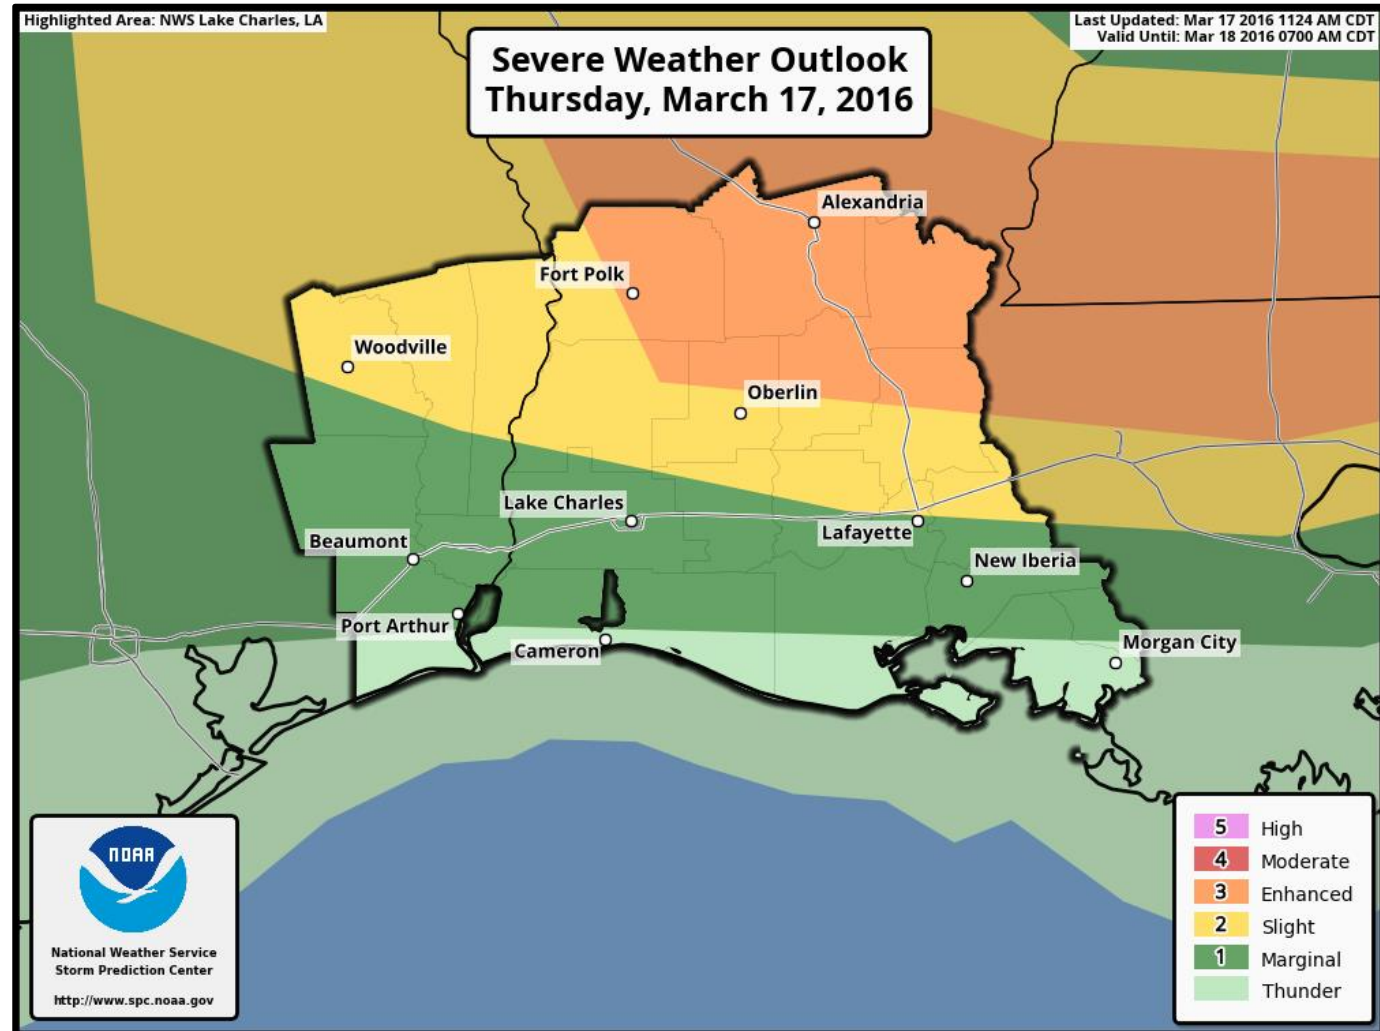 Highlighted Area: NWS Lake Charles, LA
Last Updated: Mar 17 2016 1124 AM CDT
Valid Until: Mar 18 2016 0700 AM CDT
Severe Weather Outlook
Thursday, March 17, 2016
Alexandria
Fort Polk
Woodville
Oberlin
Lake Charles
Lafayette
Beaumont
New Iberia
Port Arthur
Cameron
Morgan City
5 High
4 Moderate
3 Enhanced
2 Slight
1 Marginal
Thunder
NOAA
National Weather Service
Storm Prediction Center
http://www.spc.noaa.gov